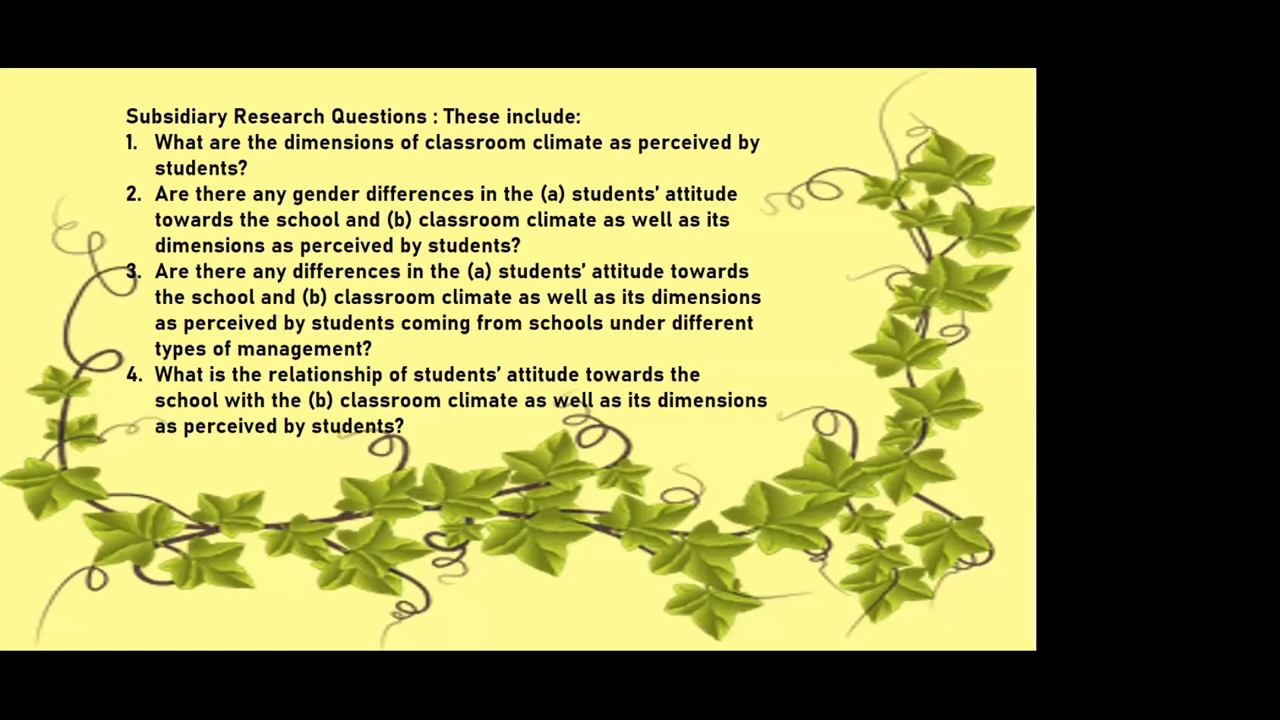 Subsidiary Research Questions : These include:
1. What are the dimensions of classroom climate as perceived by
students?
2. Are there any gender differences in the (a) students' attitude
towards the school and (b) classroom climate as well as its
dimensions as perceived by students?
3. Are there any differences in the (a) students' attitude towards
the school and (b) classroom climate as well as its dimensions
as perceived by students coming from schools under different
types of management?
4. What is the relationship of students' attitude towards the
school with the (b) classroom climate as well as its dimensions
as perceived by students?